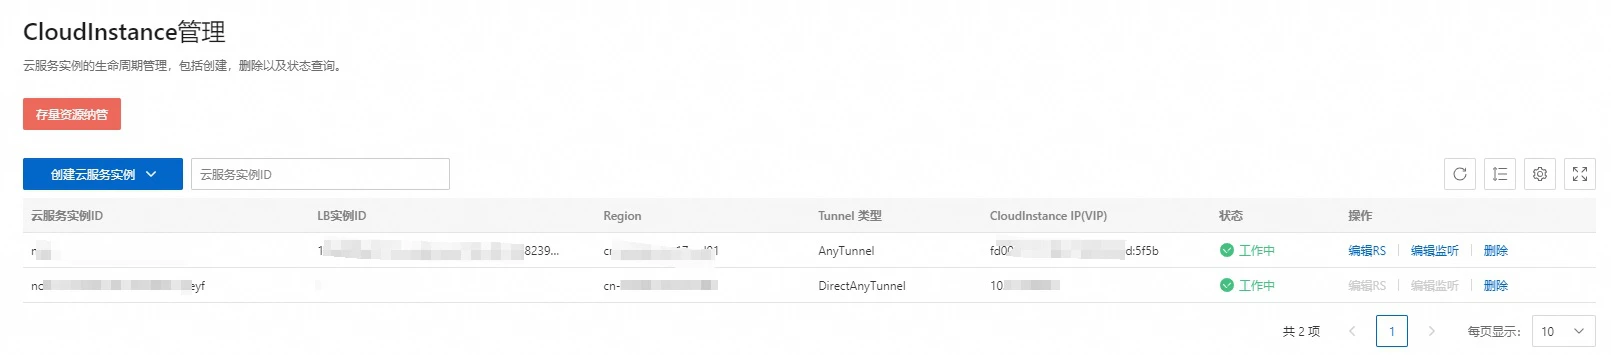 CloudInstance管理
云服务实例的生命周期管理，包括创建，删除以及状态查询。
存量资源纳管
创建云服务实例 云服务实例ID
云服务实例ID LB实例ID Region Tunnel 类型 CloudInstance IP(VIP) 状态 操作
8239... AnyTunnel d:5f5b 工作中 编辑RS 编辑监听 删除
eyf cn- DirectAnyTunnel 10 工作中 编辑RS 编辑监听 删除
共 2 项 1 每页显示： 10